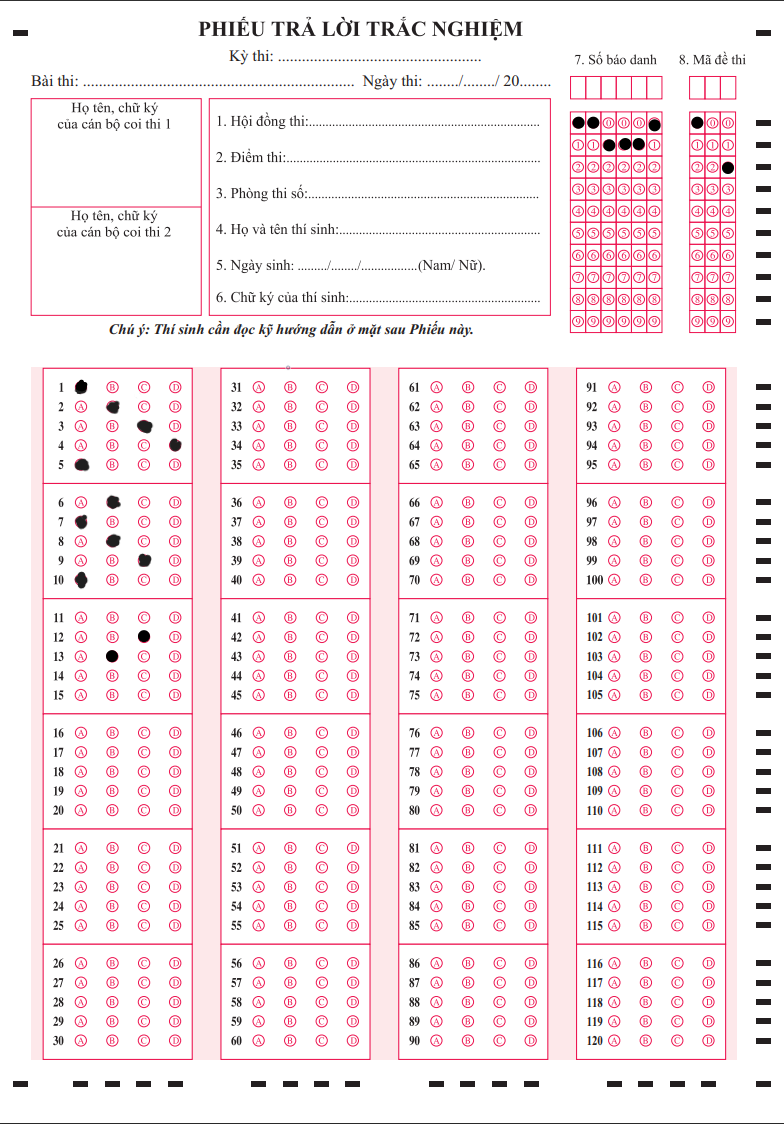 PHIẾU TRẢ LỜI TRẮC NGHIỆM
Kỳ thi: ..................................................
Bài thi: ................................................................... Ngày thi: ......../......../ 20........
7. Số báo danh
8. Mã đề thi
Họ tên, chữ ký
của cán bộ coi thi 1
Họ tên, chữ ký
của cán bộ coi thi 2
1. Hội đồng thi:..............................................................
2. Điểm thi:....................................................................
3. Phòng thi số:..............................................................
4. Họ và tên thí sinh:......................................................
5. Ngày sinh: ......../......../................(Nam/ Nữ).
6. Chữ ký của thí sinh:...................................................
0 0 0 0
1 1 1
2 2 2 2 2 2 2 2
3 3 3 3 3 3 3 3 3
4 4 4 4 4 4 4 4 4
5 5 5 5 5 5 5 5 5
6 6 6 6 6 6 6 6 6
7 7 7 7 7 7 7 7 7
8 8 8 8 8 8 8 8 8
9 9 9 9 9 9 9 9 9
Chú ý: Thí sinh cần đọc kỹ hướng dẫn ở mặt sau Phiếu này.
1 B C D
2 A C D
3 A B D
4 A B C
5 B C D
6 A C D
7 B C D
8 A C D
9 A B D
10 B C D
11 A B C D
12 A B D
13 A C D
14 A B C D
15 A B C D
16 A B C D
17 A B C D
18 A B C D
19 A B C D
20 A B C D
21 A B C D
22 A B C D
23 A B C D
24 A B C D
25 A B C D
26 A B C D
27 A B C D
28 A B C D
29 A B C D
30 A B C D
31 A B C D
32 A B C D
33 A B C D
34 A B C D
35 A B C D
36 A B C D
37 A B C D
38 A B C D
39 A B C D
40 A B C D
41 A B C D
42 A B C D
43 A B C D
44 A B C D
45 A B C D
46 A B C D
47 A B C D
48 A B C D
49 A B C D
50 A B C D
51 A B C D
52 A B C D
53 A B C D
54 A B C D
55 A B C D
56 A B C D
57 A B C D
58 A B C D
59 A B C D
60 A B C D
61 A B C D
62 A B C D
63 A B C D
64 A B C D
65 A B C D
66 A B C D
67 A B C D
68 A B C D
69 A B C D
70 A B C D
71 A B C D
72 A B C D
73 A B C D
74 A B C D
75 A B C D
76 A B C D
77 A B C D
78 A B C D
79 A B C D
80 A B C D
81 A B C D
82 A B C D
83 A B C D
84 A B C D
85 A B C D
86 A B C D
87 A B C D
88 A B C D
89 A B C D
90 A B C D
91 A B C D
92 A B C D
93 A B C D
94 A B C D
95 A B C D
96 A B C D
97 A B C D
98 A B C D
99 A B C D
100 A B C D
101 A B C D
102 A B C D
103 A B C D
104 A B C D
105 A B C D
106 A B C D
107 A B C D
108 A B C D
109 A B C D
110 A B C D
111 A B C D
112 A B C D
113 A B C D
114 A B C D
115 A B C D
116 A B C D
117 A B C D
118 A B C D
119 A B C D
120 A B C D